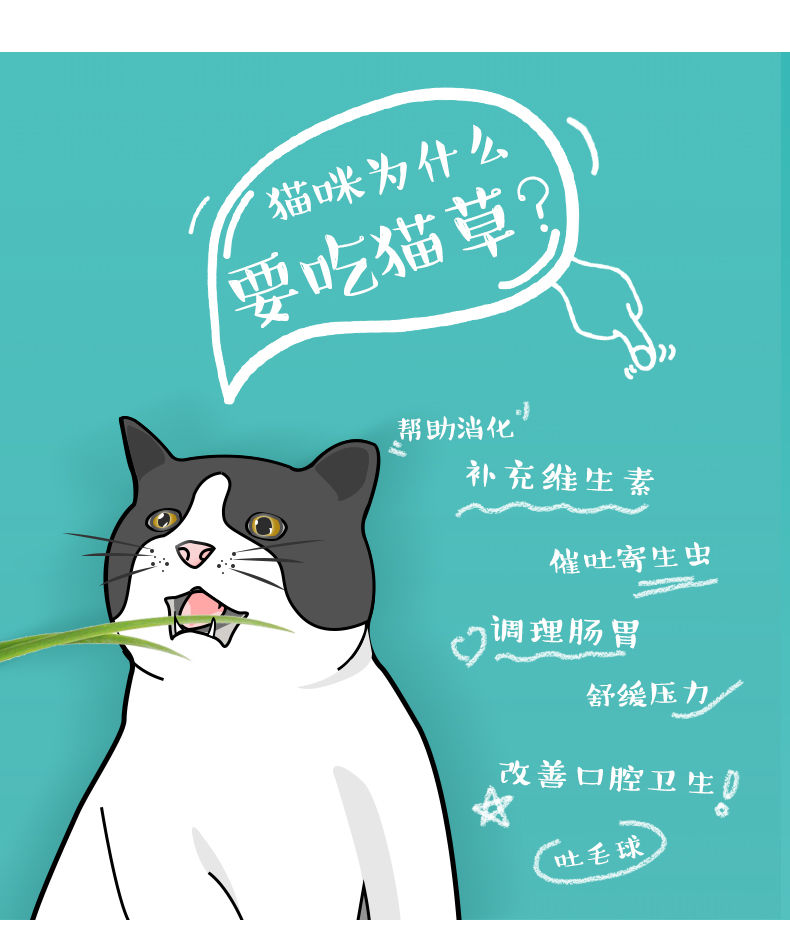 猫咪为什么
要吃猫草?
帮助消化
补充维生素
催吐寄生虫
调理肠胃
舒缓压力
改善口腔卫生!
吐毛球